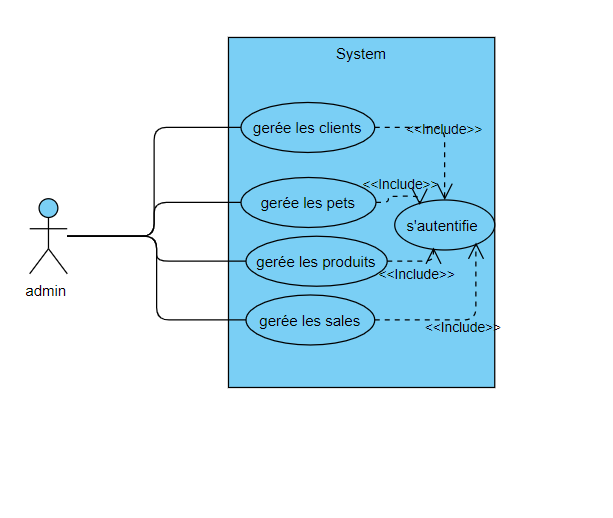 System
gerée les clients
<<Include>>
<<Include>>
gerée les pets
s'autentifie
gerée les produits
<<Include>>
admin
gerée les sales
<<Include>>